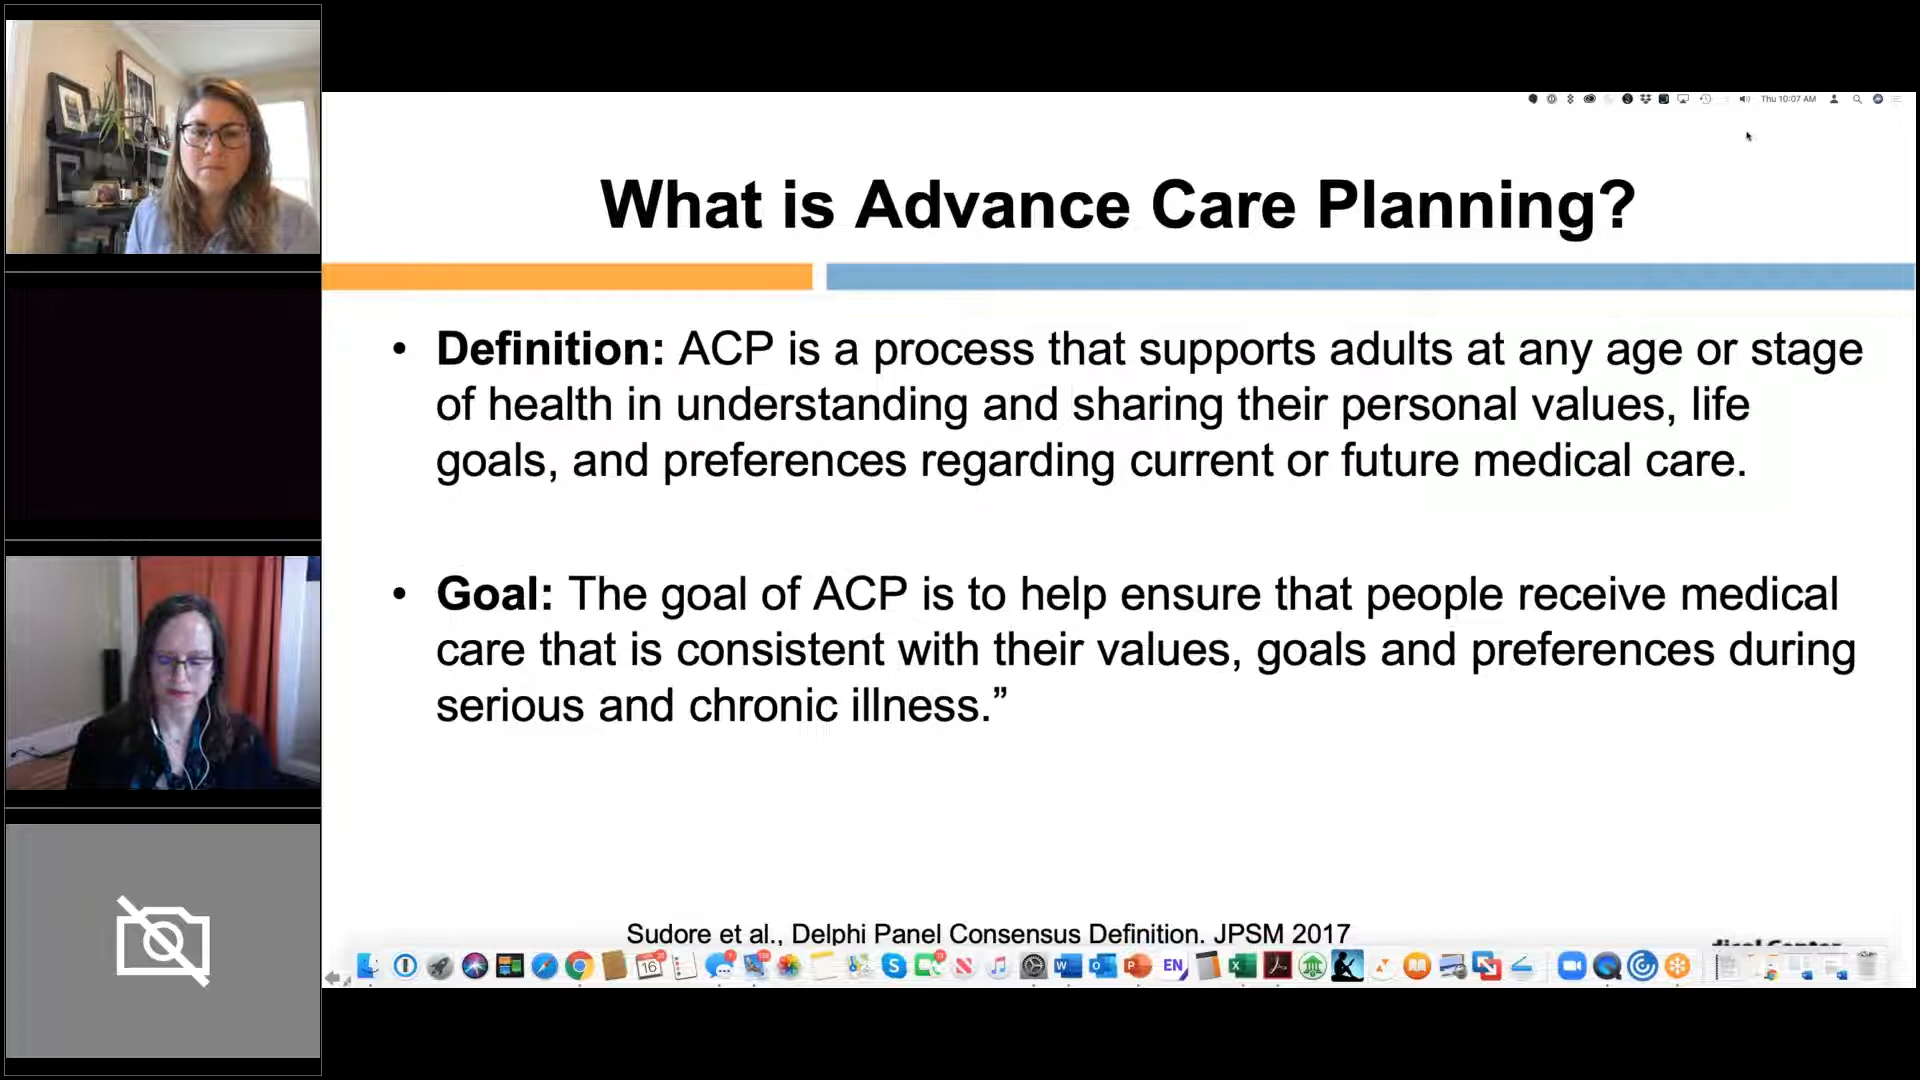 Thu 10:07 AM
What is Advance Care Planning?
• Definition: ACP is a process that supports adults at any age or stage
of health in understanding and sharing their personal values, life
goals, and preferences regarding current or future medical care.
• Goal: The goal of ACP is to help ensure that people receive medical
care that is consistent with their values, goals and preferences during
serious and chronic illness.”
Sudore et al., Delphi Panel Consensus Definition. JPSM 2017
16
EN